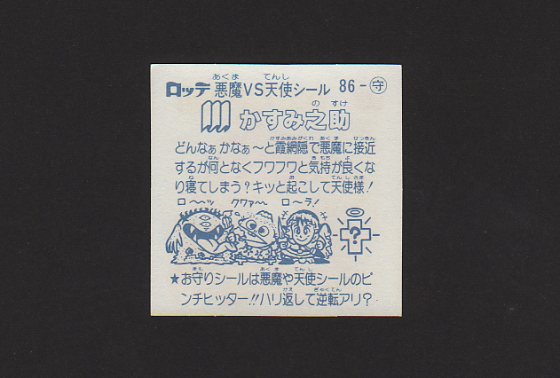 ロッテ 悪魔VS天使シール 86-守
かすみ之助
どんなぁかなぁ〜と霞網隠で悪魔に接近
するが何となくフワフワと気持が良くな
り寝てしまう?キッと起こして天使様!
ローッ クワァー ローラ!
?
★お守りシールは悪魔や天使シールのピ
ンチヒッター!!ハリ返して逆転アリ?